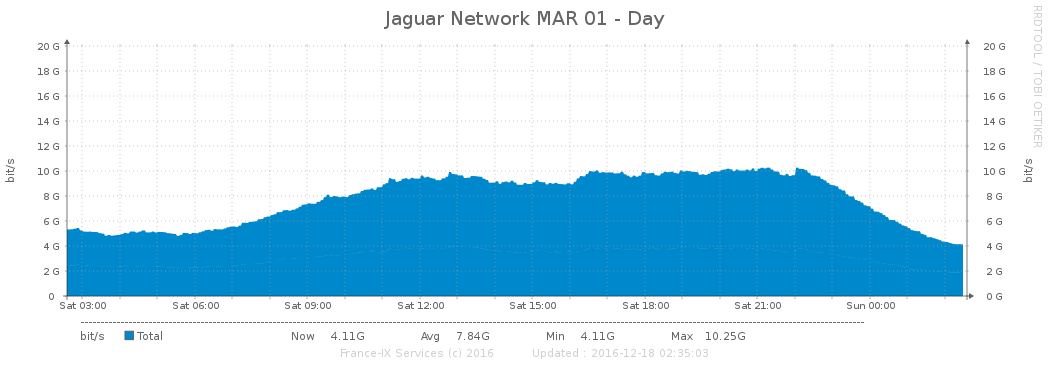 Jaguar Network MAR 01 - Day
RRDTOOL / TOBI OETIKER
bit/s
bit/s
20 G 20 G
18 G 18 G
16 G 16 G
14 G 14 G
12 G 12 G
10 G 10 G
8 G 8 G
6 G 6 G
4 G 4 G
2 G 2 G
0 0 G
Sat 03:00 Sat 06:00 Sat 09:00 Sat 12:00 Sat 15:00 Sat 18:00 Sat 21:00 Sun 00:00
bit/s Total Now 4.11G Avg 7.84G Min 4.11G Max 10.25G
France-IX Services (c) 2016 Updated : 2016-12-18 02:35:03